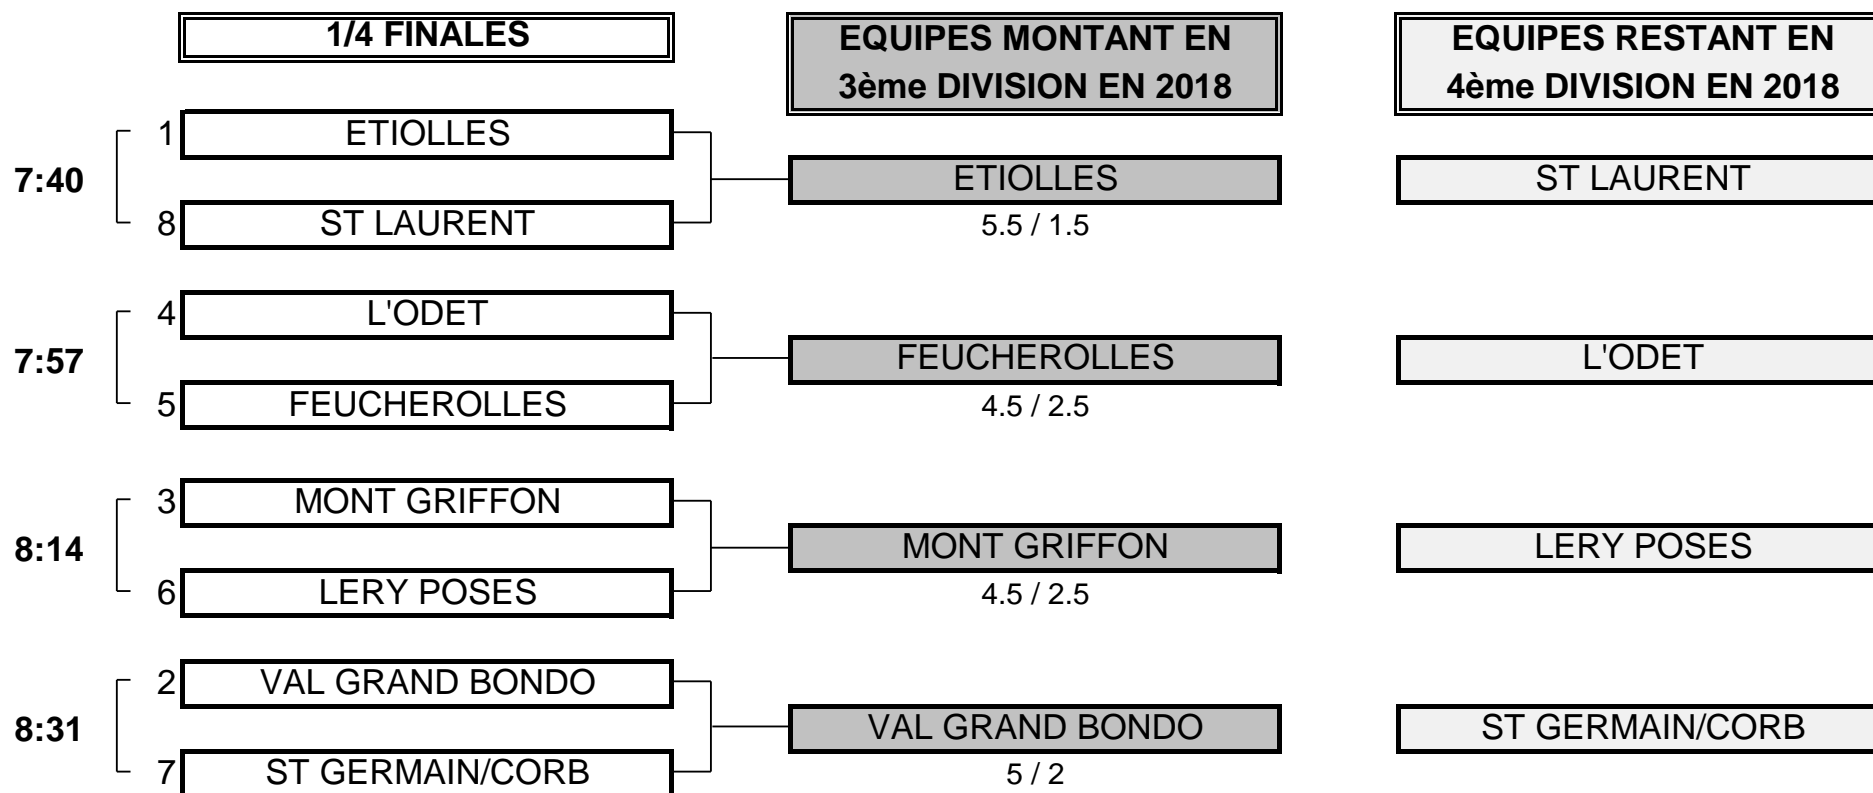 1/4 FINALES
EQUIPES MONTANT EN
3ème DIVISION EN 2018
EQUIPES RESTANT EN
4ème DIVISION EN 2018
1 ETIOLLES
7:40
ETIOLLES
ST LAURENT
8 ST LAURENT
5.5 / 1.5
4 L'ODET
7:57
FEUCHEROLLES
L'ODET
5 FEUCHEROLLES
4.5 / 2.5
3 MONT GRIFFON
8:14
MONT GRIFFON
LERY POSES
6 LERY POSES
4.5 / 2.5
2 VAL GRAND BONDO
8:31
VAL GRAND BONDO
ST GERMAIN/CORB
7 ST GERMAIN/CORB
5 / 2